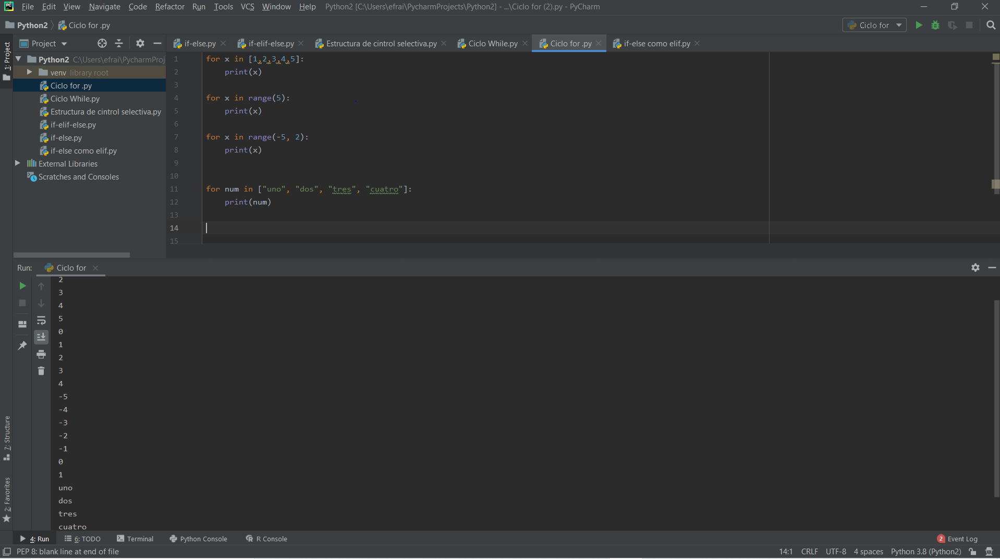 PC File Edit View Navigate Code Refactor Run Tools VCS Window Help Python2 [C:\Users\efrai\PycharmProjects\Python2] - ...\Ciclo for (2).py - PyCharm
Python2 Ciclo for .py Ciclo for
Project if-else.py if-elif-else.py Estructura de cintrol selectiva.py Ciclo While.py Ciclo for .py if-else como elif.py
1: Project
Python2 C:\Users\efrai\PycharmProj
venv library root
Ciclo for .py
Ciclo While.py
Estructura de cintrol selectiva.py
if-elif-else.py
if-else.py
if-else como elif.py
External Libraries
Scratches and Consoles
1 for x in [1,2,3,4,5]:
2     print(x)
3
4 for x in range(5):
5     print(x)
6
7 for x in range(-5, 2):
8     print(x)
9
10
11 for num in ["uno", "dos", "tres", "cuatro"]:
12     print(num)
13
14
15
Run: Ciclo for
2
3
4
5
0
1
2
3
4
-5
-4
-3
-2
-1
0
1
uno
dos
tres
cuatro
7: Structure
2: Favorites
4: Run 6: TODO Terminal Python Console R Console 2 Event Log
PEP 8: blank line at end of file 14:1 CRLF UTF-8 4 spaces Python 3.8 (Python2)